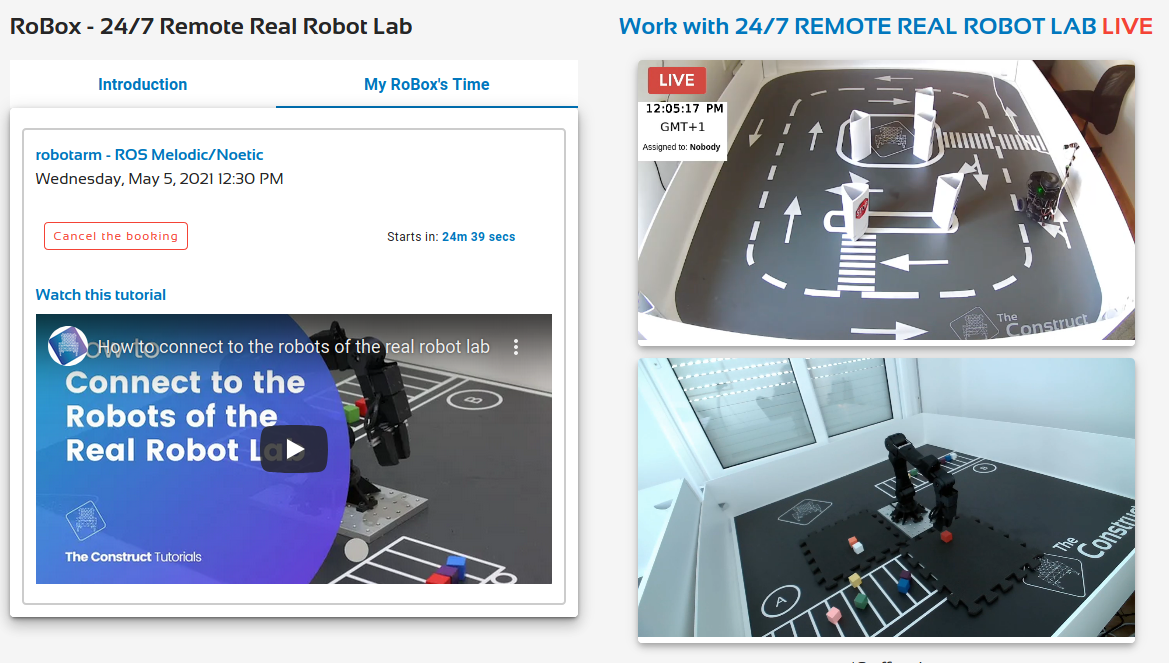 RoBox - 24/7 Remote Real Robot Lab
Introduction
My RoBox's Time
robotarm - ROS Melodic/Noetic
Wednesday, May 5, 2021 12:30 PM
Cancel the booking
Starts in: 24m 39 secs
Watch this tutorial
How to connect to the robots of the real robot lab
How to
Connect to the
Robots of the
Real Robot Lab
B
The Construct Tutorials
Work with 24/7 REMOTE REAL ROBOT LAB LIVE
LIVE
12:05:17 PM
GMT+1
Assigned to: Nobody
The
Construct
B
A
The
Construct